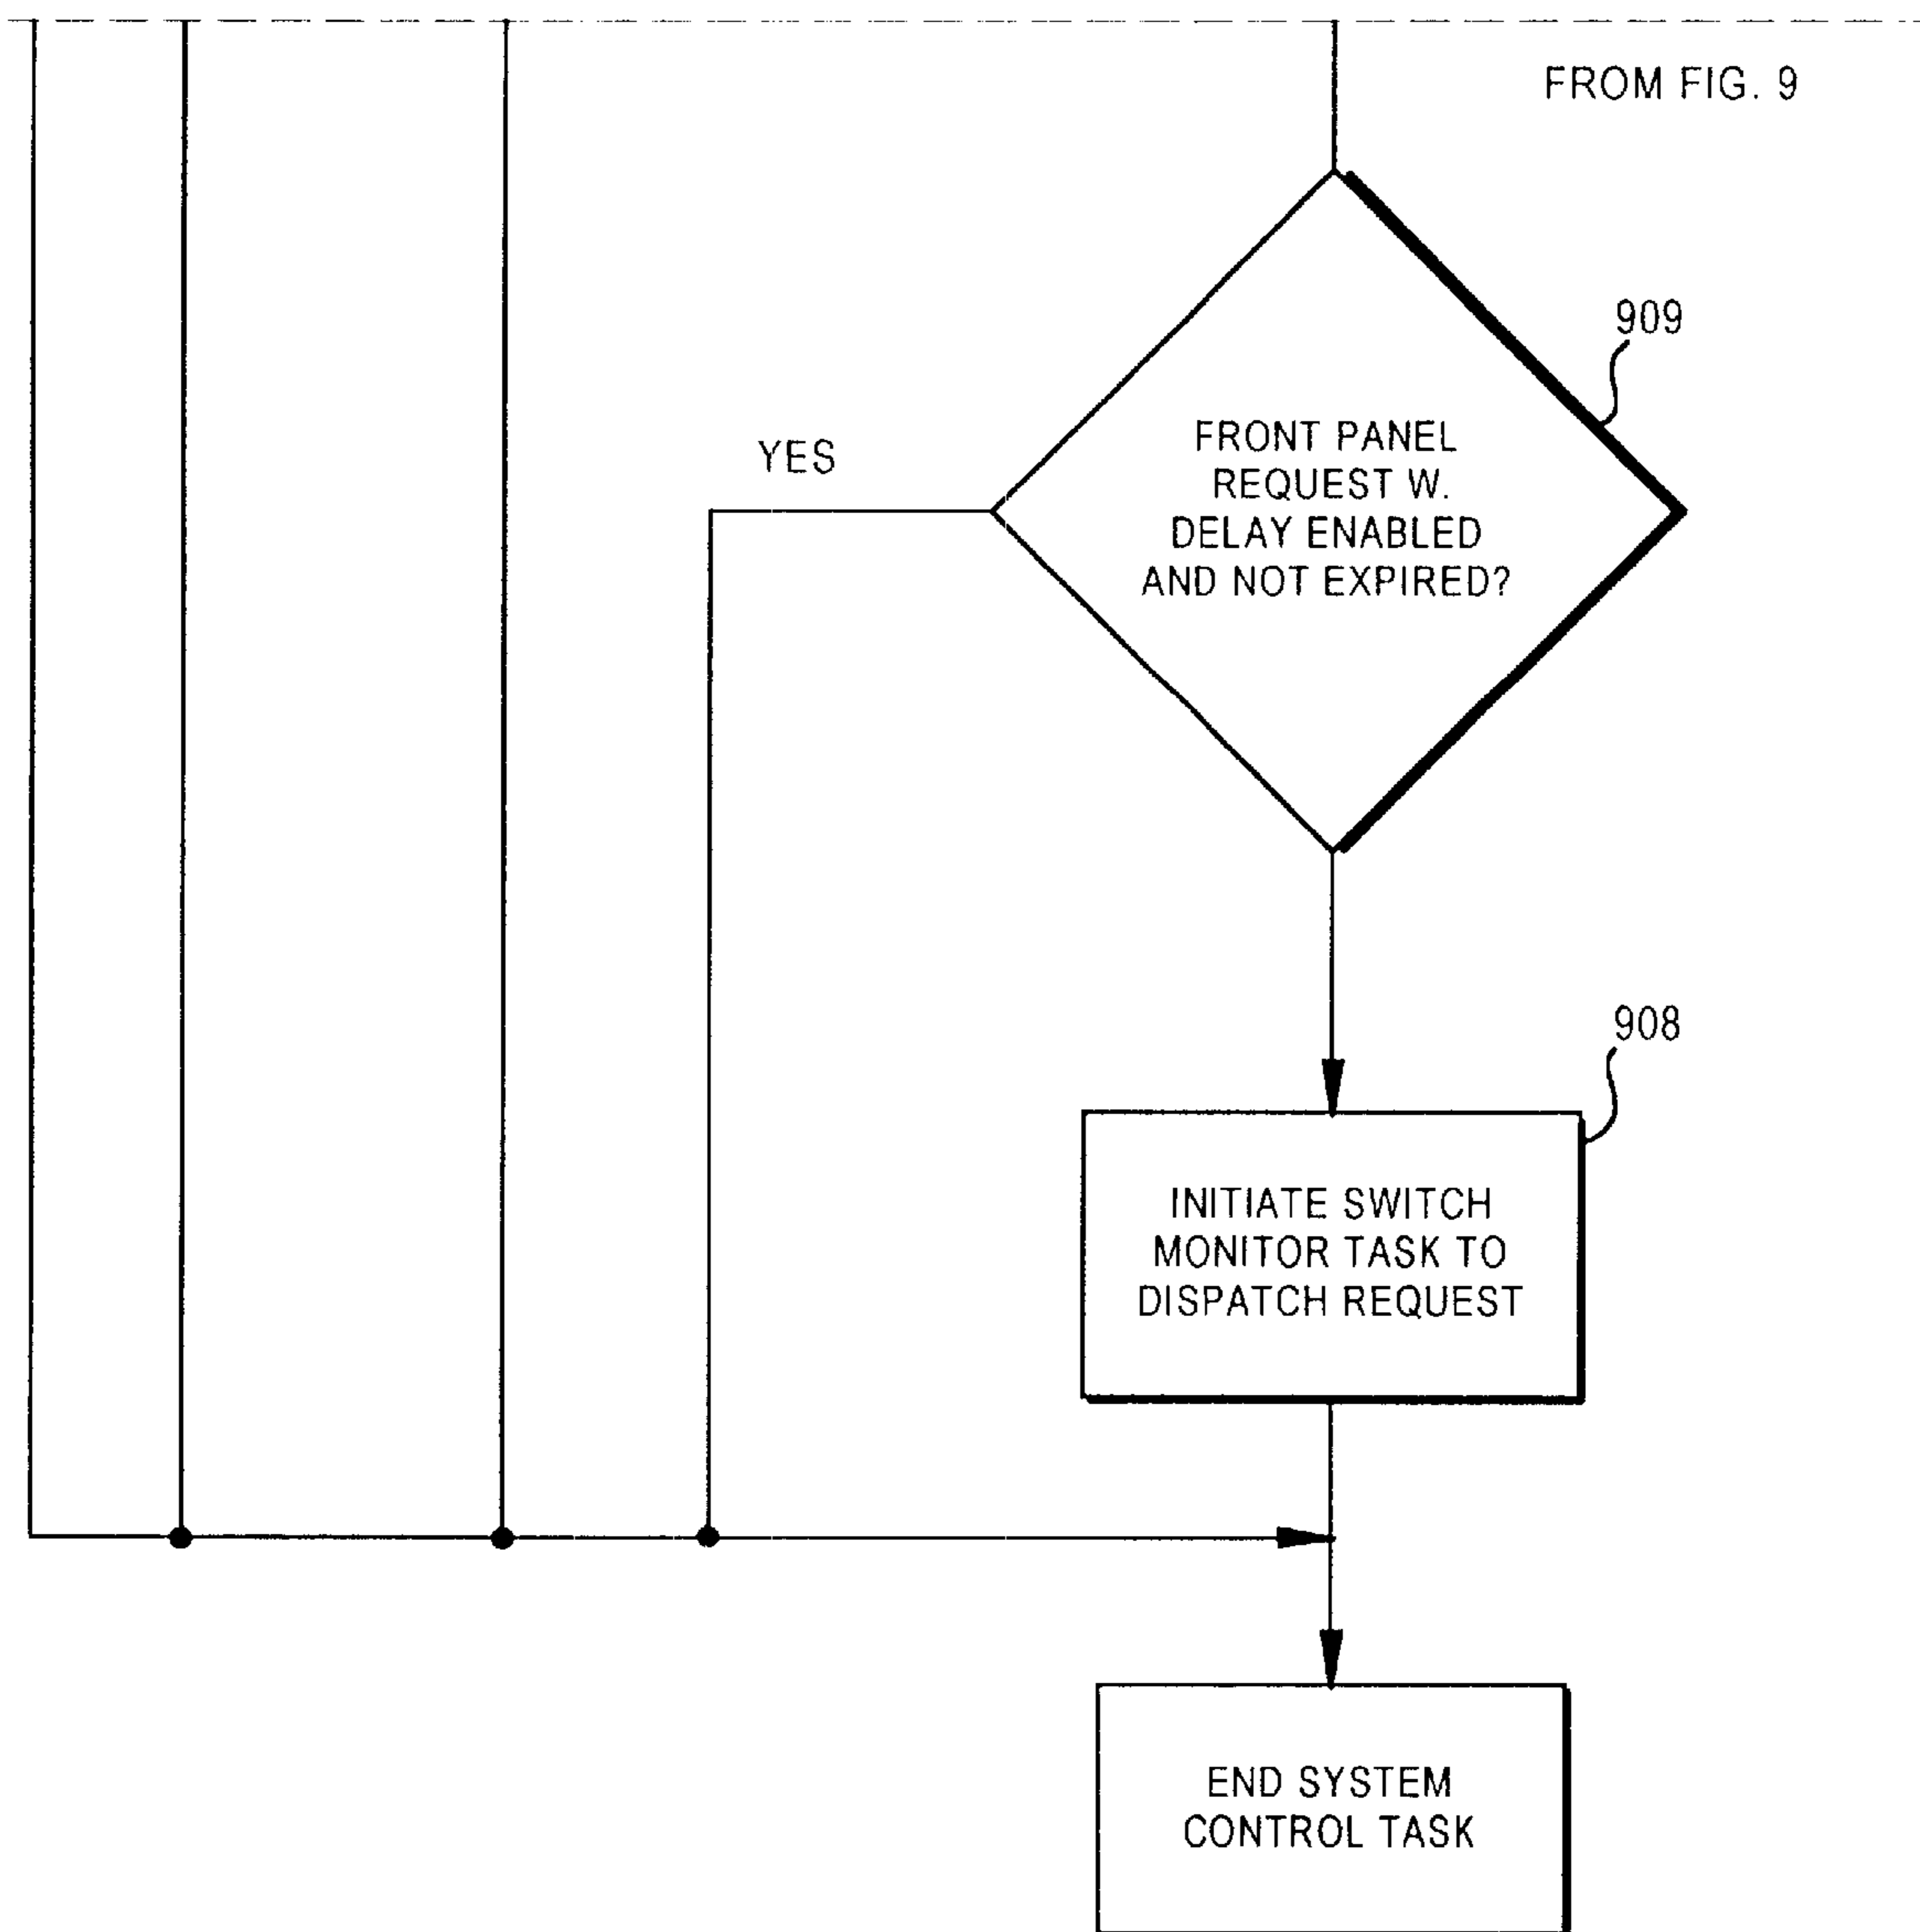 FROM FIG. 9
909
YES
FRONT PANEL
REQUEST W.
DELAY ENABLED
AND NOT EXPIRED?
908
INITIATE SWITCH
MONITOR TASK TO
DISPATCH REQUEST
END SYSTEM
CONTROL TASK